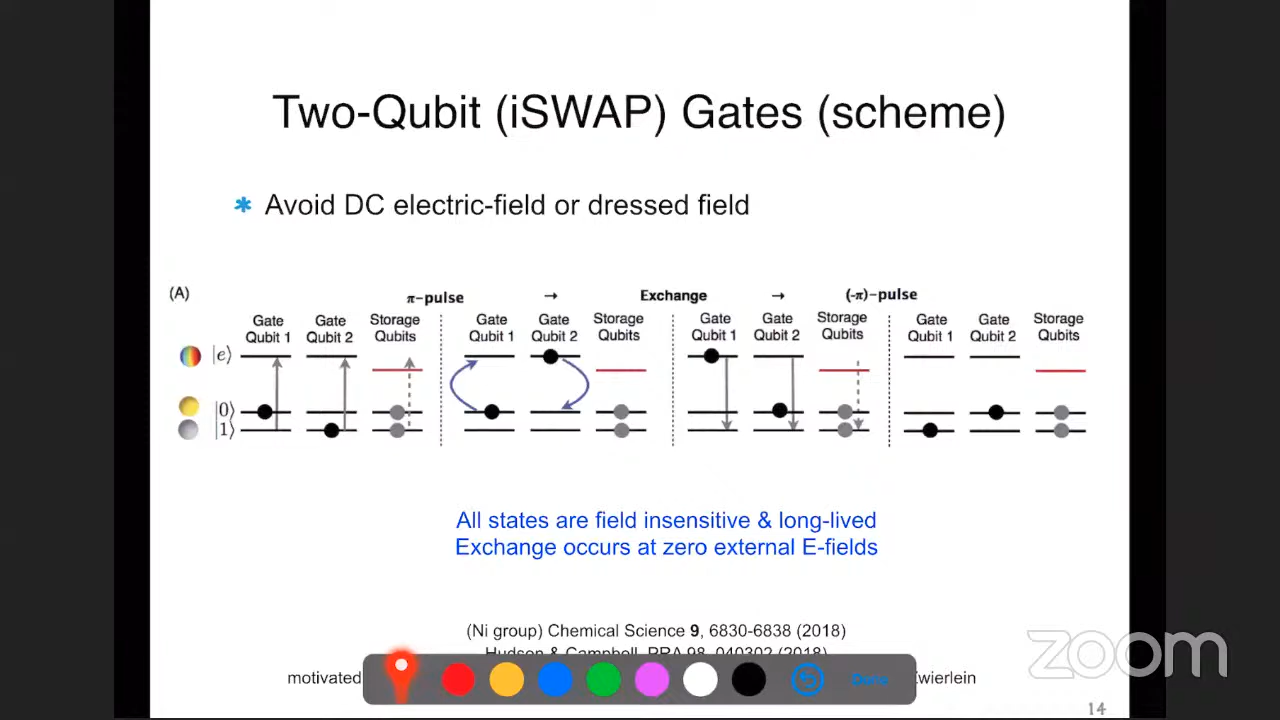 Two-Qubit (iSWAP) Gates (scheme)
* Avoid DC electric-field or dressed field
(A)
π-pulse → Exchange → (-π)-pulse
Gate Qubit 1 Gate Qubit 2 Storage Qubits Gate Qubit 1 Gate Qubit 2 Storage Qubits Gate Qubit 1 Gate Qubit 2 Storage Qubits Gate Qubit 1 Gate Qubit 2 Storage Qubits
|e⟩
|0⟩
|1⟩
All states are field insensitive & long-lived
Exchange occurs at zero external E-fields
(Ni group) Chemical Science 9, 6830-6838 (2018)
Hudson & Campbell, PRA 98, 040302 (2018)
motivated Zwierlein
Done
zoom
14